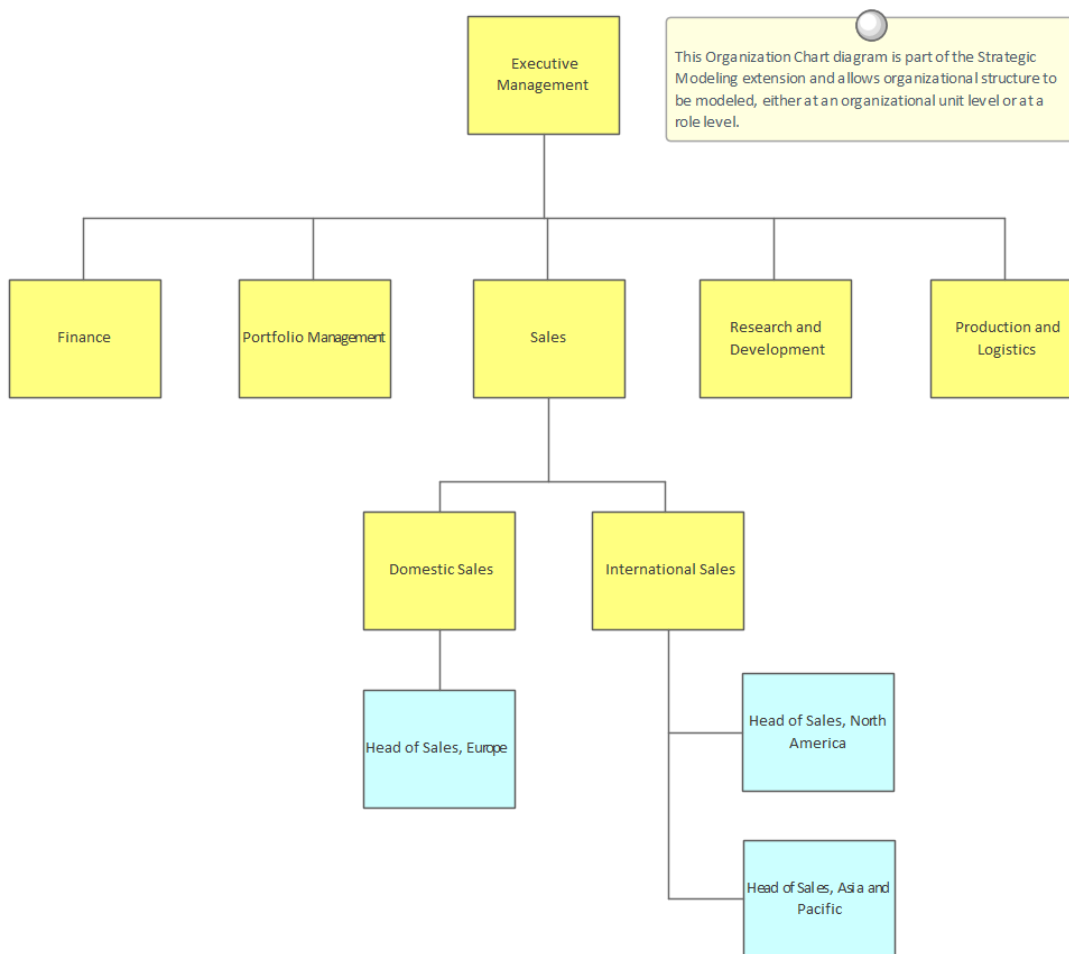 Executive
Management
This Organization Chart diagram is part of the Strategic
Modeling extension and allows organizational structure to
be modeled, either at an organizational unit level or at a
role level.
Finance
Portfolio Management
Sales
Research and
Development
Production and
Logistics
Domestic Sales
International Sales
Head of Sales, Europe
Head of Sales, North
America
Head of Sales, Asia and
Pacific